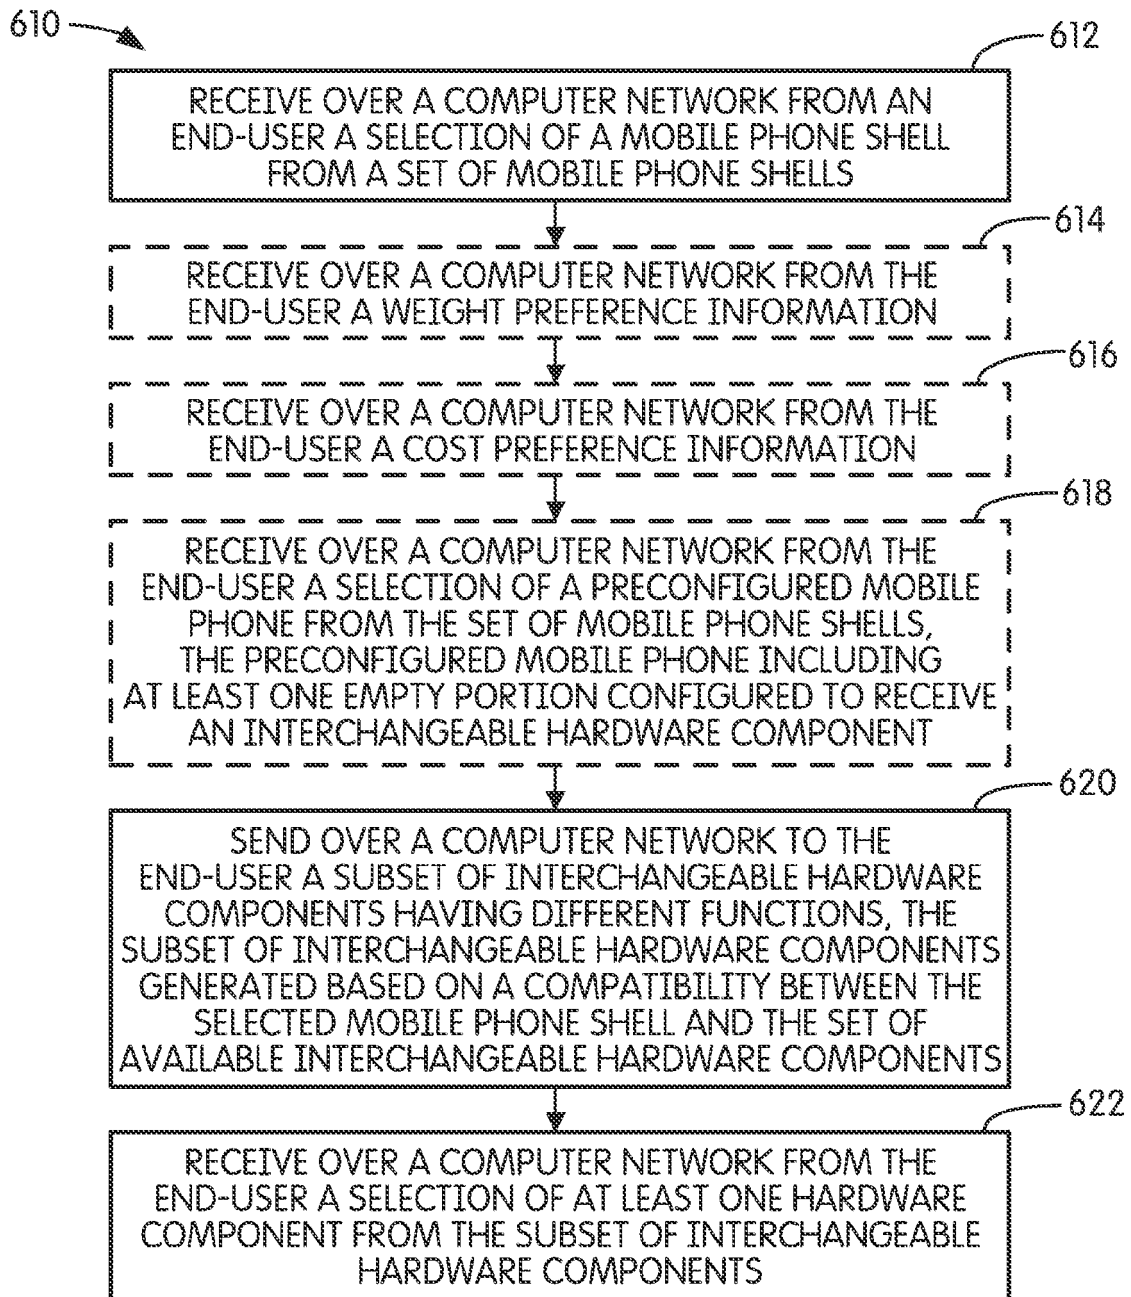 610
612
RECEIVE OVER A COMPUTER NETWORK FROM AN
END-USER A SELECTION OF A MOBILE PHONE SHELL
FROM A SET OF MOBILE PHONE SHELLS
614
RECEIVE OVER A COMPUTER NETWORK FROM THE
END-USER A WEIGHT PREFERENCE INFORMATION
616
RECEIVE OVER A COMPUTER NETWORK FROM THE
END-USER A COST PREFERENCE INFORMATION
618
RECEIVE OVER A COMPUTER NETWORK FROM THE
END-USER A SELECTION OF A PRECONFIGURED MOBILE
PHONE FROM THE SET OF MOBILE PHONE SHELLS,
THE PRECONFIGURED MOBILE PHONE INCLUDING
AT LEAST ONE EMPTY PORTION CONFIGURED TO RECEIVE
AN INTERCHANGEABLE HARDWARE COMPONENT
620
SEND OVER A COMPUTER NETWORK TO THE
END-USER A SUBSET OF INTERCHANGEABLE HARDWARE
COMPONENTS HAVING DIFFERENT FUNCTIONS, THE
SUBSET OF INTERCHANGEABLE HARDWARE COMPONENTS
GENERATED BASED ON A COMPATIBILITY BETWEEN THE
SELECTED MOBILE PHONE SHELL AND THE SET OF
AVAILABLE INTERCHANGEABLE HARDWARE COMPONENTS
622
RECEIVE OVER A COMPUTER NETWORK FROM THE
END-USER A SELECTION OF AT LEAST ONE HARDWARE
COMPONENT FROM THE SUBSET OF INTERCHANGEABLE
HARDWARE COMPONENTS